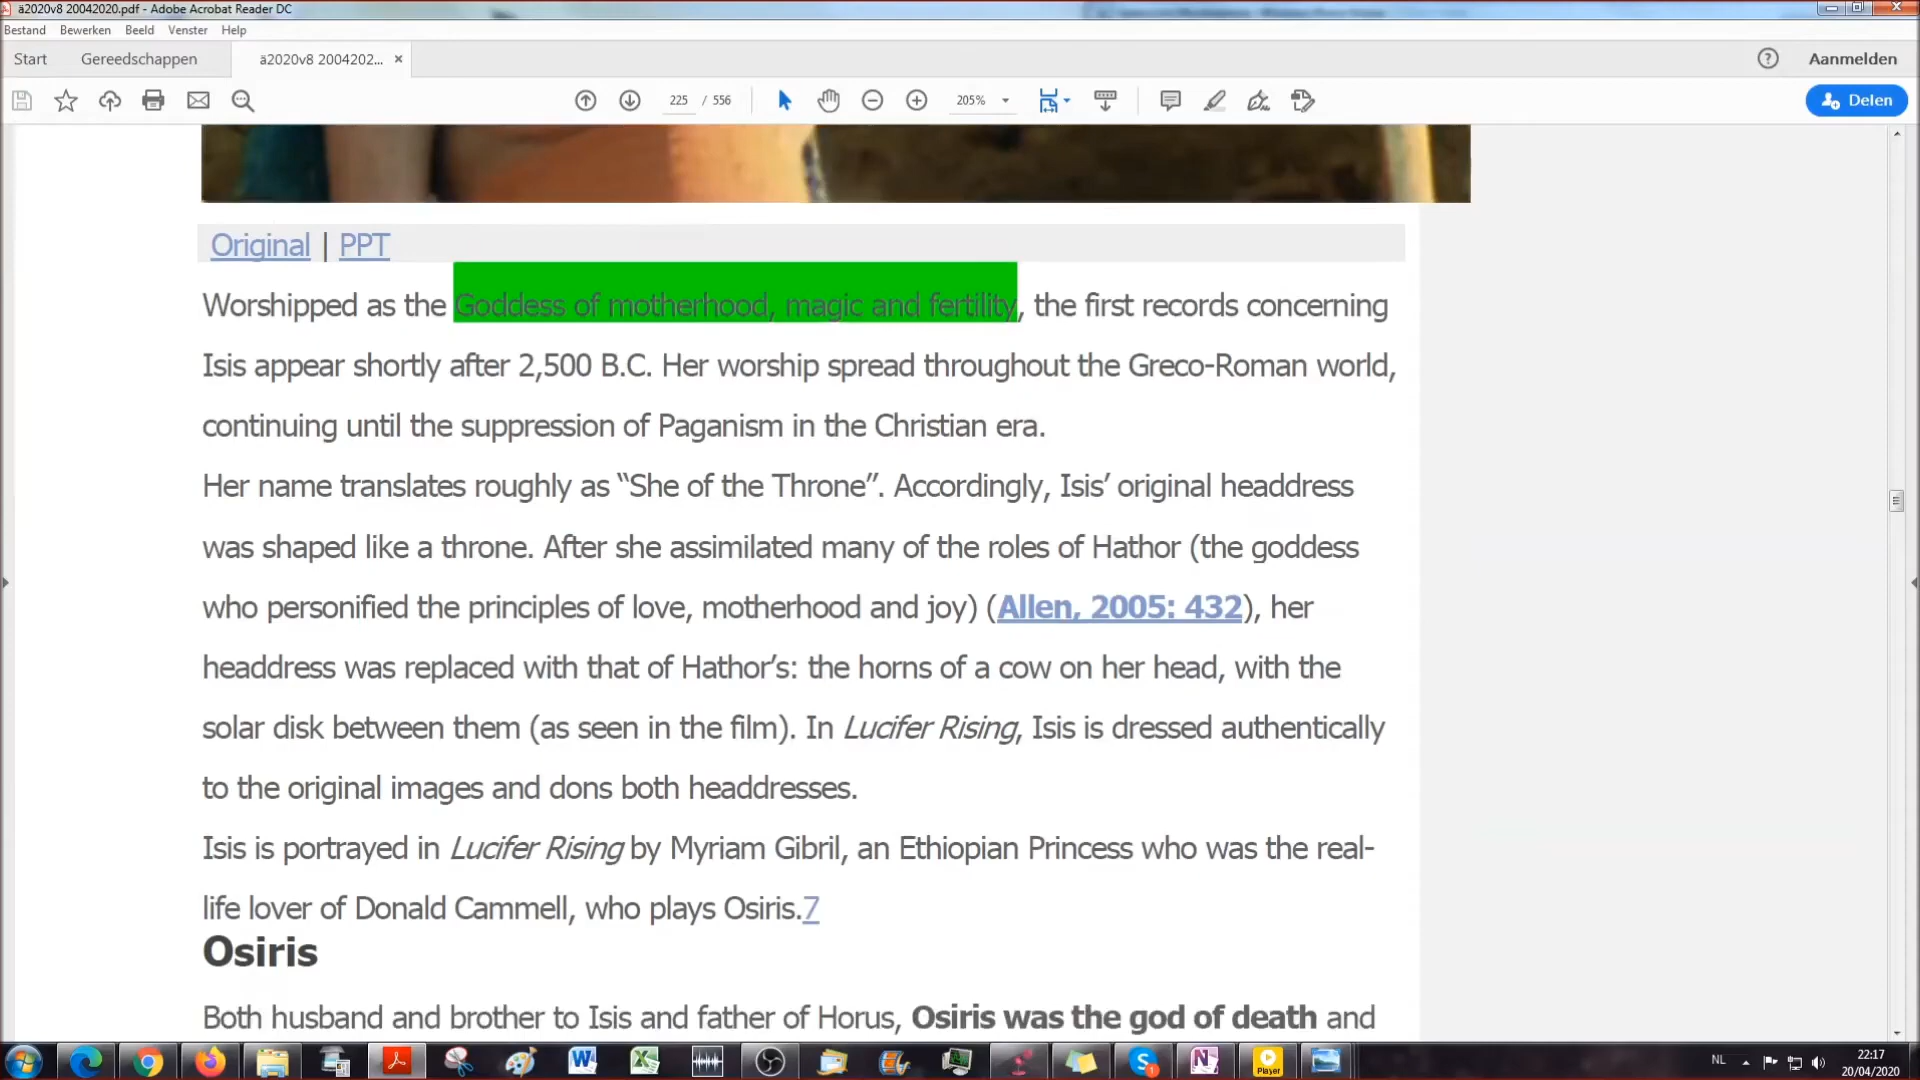 ä2020v8 20042020.pdf - Adobe Acrobat Reader DC
Bestand Bewerken Beeld Venster Help
Start Gereedschappen ä2020v8 2004202... × Aanmelden
225 / 556 205% Delen
Original | PPT
Worshipped as the Goddess of motherhood, magic and fertility, the first records concerning
Isis appear shortly after 2,500 B.C. Her worship spread throughout the Greco-Roman world,
continuing until the suppression of Paganism in the Christian era.
Her name translates roughly as “She of the Throne”. Accordingly, Isis’ original headdress
was shaped like a throne. After she assimilated many of the roles of Hathor (the goddess
who personified the principles of love, motherhood and joy) (Allen, 2005: 432), her
headdress was replaced with that of Hathor’s: the horns of a cow on her head, with the
solar disk between them (as seen in the film). In Lucifer Rising, Isis is dressed authentically
to the original images and dons both headdresses.
Isis is portrayed in Lucifer Rising by Myriam Gibril, an Ethiopian Princess who was the real-
life lover of Donald Cammell, who plays Osiris.7
Osiris
Both husband and brother to Isis and father of Horus, Osiris was the god of death and
Player
NL
22:17
20/04/2020